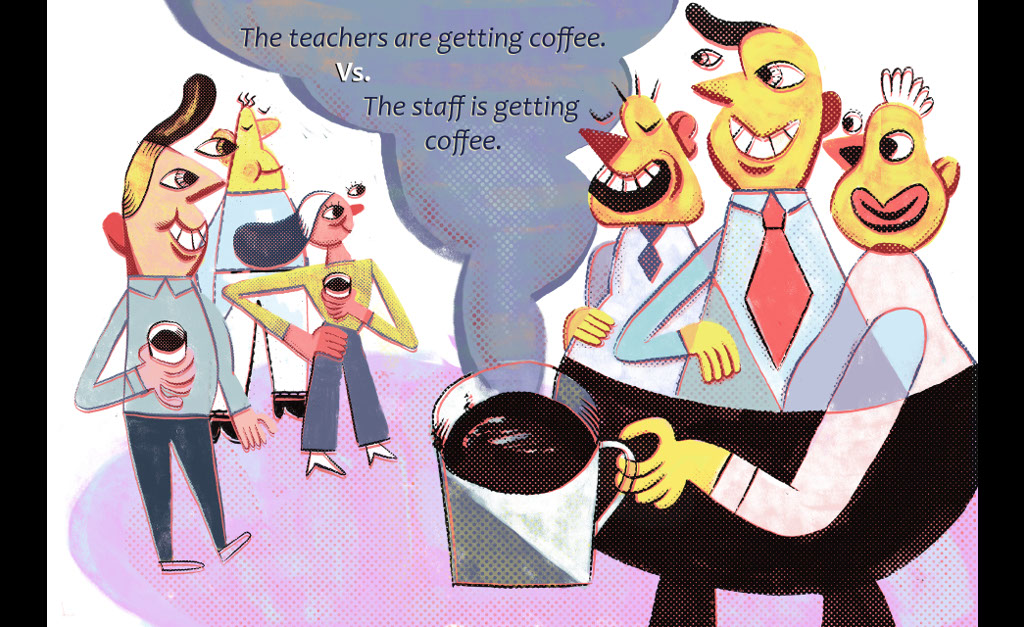 The teachers are getting coffee.
Vs.
The staff is getting
coffee.